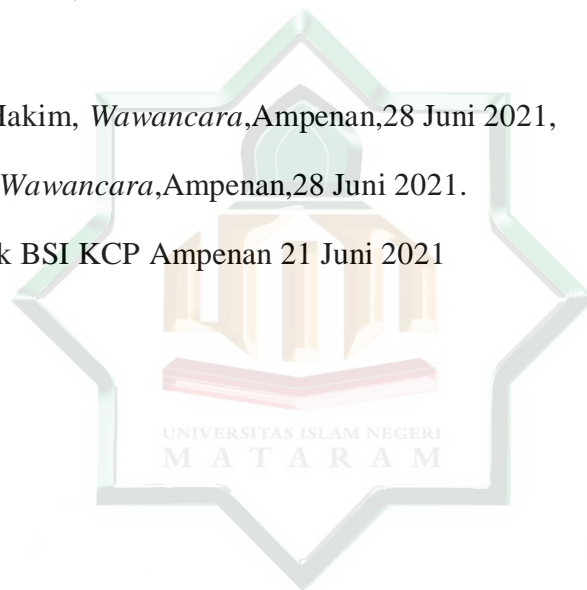 Hakim, Wawancara,Ampenan,28 Juni 2021,
Wawancara,Ampenan,28 Juni 2021.
k BSI KCP Ampenan 21 Juni 2021
UNIVERSITAS ISLAM NEGERI
MATARAM